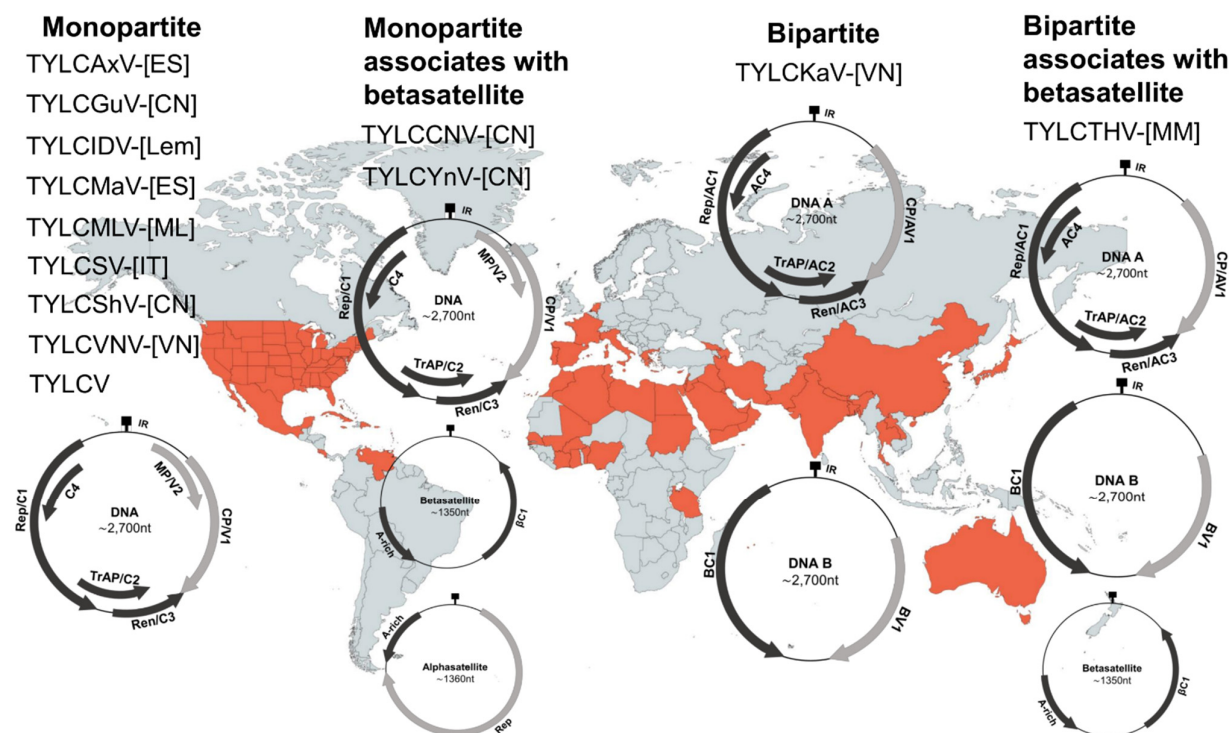 Monopartite
TYLCAxV-[ES]
TYLCGuV-[CN]
TYLCIDV-[Lem]
TYLCMaV-[ES]
TYLCMLV-[ML]
TYLCSV-[IT]
TYLCShV-[CN]
TYLCVNV-[VN]
TYLCV
IR
MP/V2
C4
Rep/C1
DNA
~2,700nt
CP/V1
TrAP/C2
Ren/C3
Monopartite
associates with
betasatellite
TYLCCNV-[CN]
TYLCYnV-[CN]
IR
MP/V2
C4
Rep/C1
DNA
~2,700nt
CP/V1
TrAP/C2
Ren/C3
Betasatellite
~1350nt
A-rich
βC1
A-rich
Alphasatellite
~1360nt
Rep
Bipartite
TYLCKaV-[VN]
IR
Rep/AC1
AC4
DNA A
~2,700nt
CP/AV1
TrAP/AC2
Ren/AC3
IR
BC1
DNA B
~2,700nt
BV1
Bipartite
associates with
betasatellite
TYLCTHV-[MM]
IR
Rep/AC1
AC4
DNA A
~2,700nt
CP/AV1
TrAP/AC2
Ren/AC3
IR
BC1
DNA B
~2,700nt
BV1
Betasatellite
~1350nt
A-rich
βC1